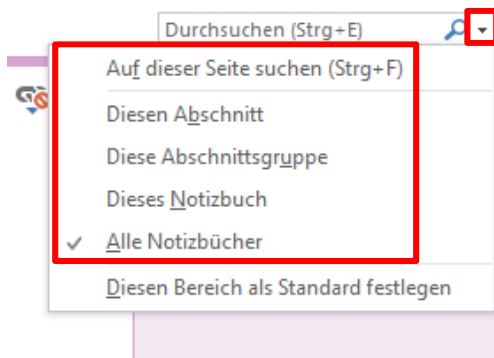 Durchsuchen (Strg+E)
Auf dieser Seite suchen (Strg+F)
Diesen Abschnitt
Diese Abschnittsgruppe
Dieses Notizbuch
Alle Notizbücher
Diesen Bereich als Standard festlegen